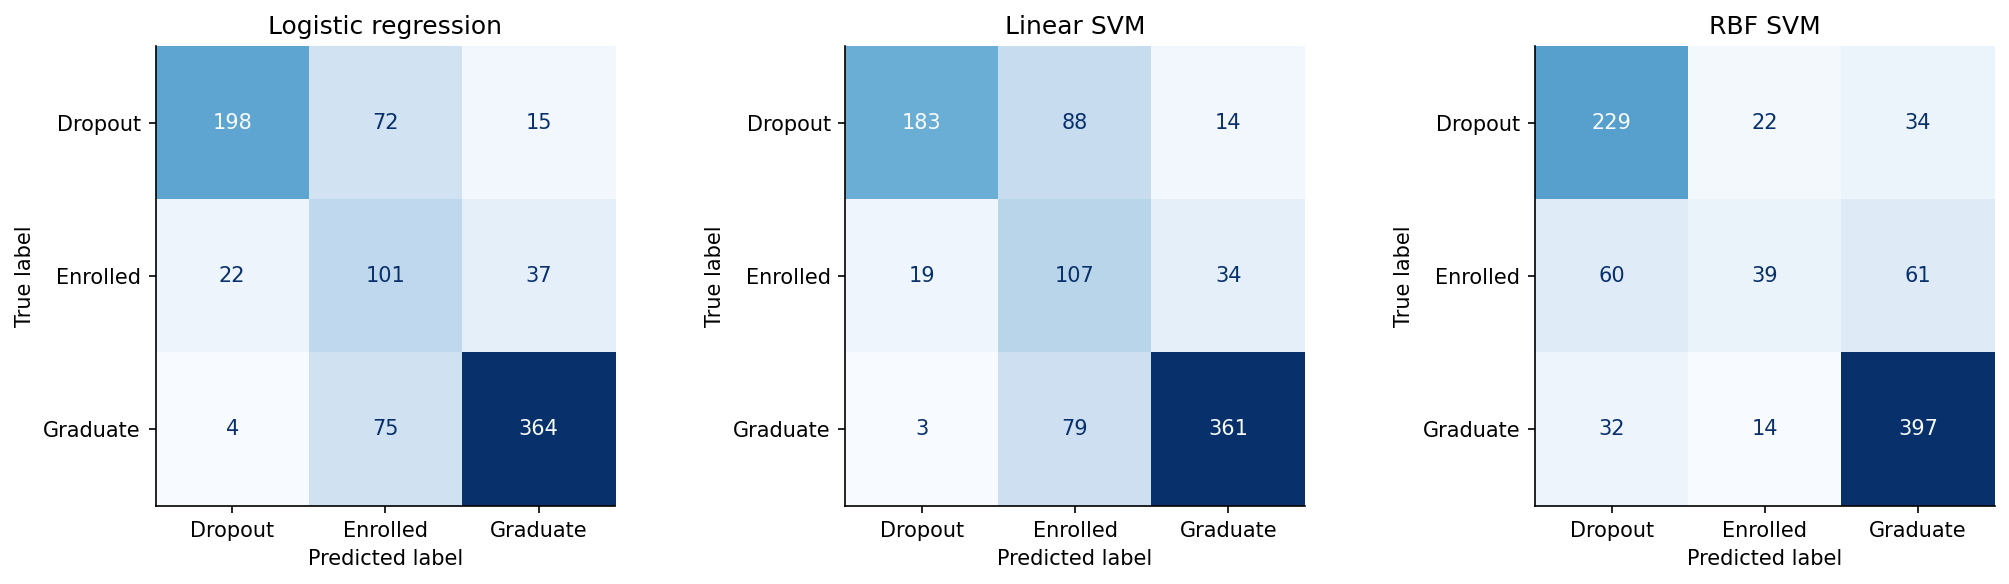 Logistic regression
Dropout 198 72 15
Enrolled 22 101 37
Graduate 4 75 364
True label
Dropout Enrolled Graduate
Predicted label
Linear SVM
Dropout 183 88 14
Enrolled 19 107 34
Graduate 3 79 361
True label
Dropout Enrolled Graduate
Predicted label
RBF SVM
Dropout 229 22 34
Enrolled 60 39 61
Graduate 32 14 397
True label
Dropout Enrolled Graduate
Predicted label